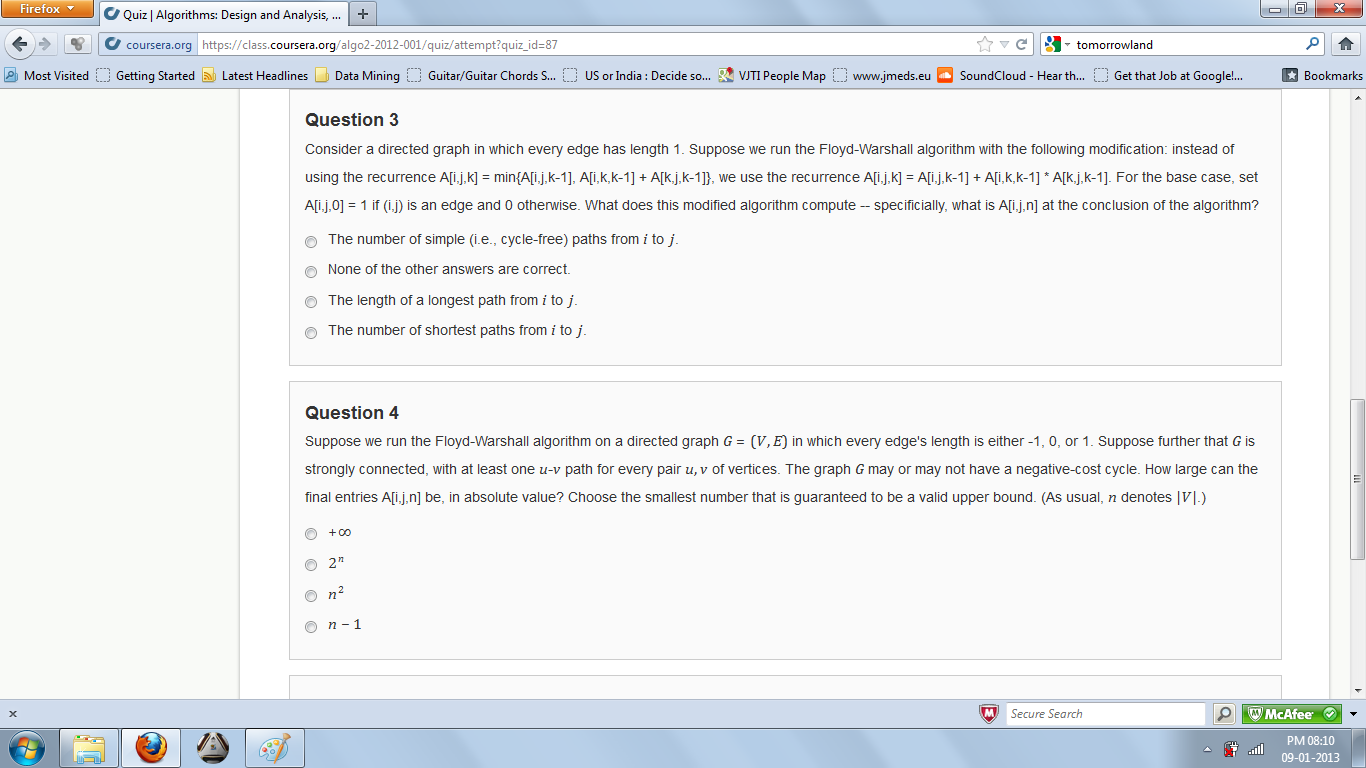 Firefox
Quiz | Algorithms: Design and Analysis, ...
coursera.org https://class.coursera.org/algo2-2012-001/quiz/attempt?quiz_id=87 tomorrowland
Most Visited Getting Started Latest Headlines Data Mining Guitar/Guitar Chords S... US or India : Decide so... VJTI People Map www.jmeds.eu SoundCloud - Hear th... Get that Job at Google!... Bookmarks
Question 3
Consider a directed graph in which every edge has length 1. Suppose we run the Floyd-Warshall algorithm with the following modification: instead of
using the recurrence A[i,j,k] = min{A[i,j,k-1], A[i,k,k-1] + A[k,j,k-1]}, we use the recurrence A[i,j,k] = A[i,j,k-1] + A[i,k,k-1] * A[k,j,k-1]. For the base case, set
A[i,j,0] = 1 if (i,j) is an edge and 0 otherwise. What does this modified algorithm compute -- specificially, what is A[i,j,n] at the conclusion of the algorithm?
The number of simple (i.e., cycle-free) paths from i to j.
None of the other answers are correct.
The length of a longest path from i to j.
The number of shortest paths from i to j.
Question 4
Suppose we run the Floyd-Warshall algorithm on a directed graph G = (V, E) in which every edge's length is either -1, 0, or 1. Suppose further that G is
strongly connected, with at least one u-v path for every pair u, v of vertices. The graph G may or may not have a negative-cost cycle. How large can the
final entries A[i,j,n] be, in absolute value? Choose the smallest number that is guaranteed to be a valid upper bound. (As usual, n denotes |V|.)
+∞
2ⁿ
n²
n − 1
x Secure Search McAfee
PM 08:10
09-01-2013